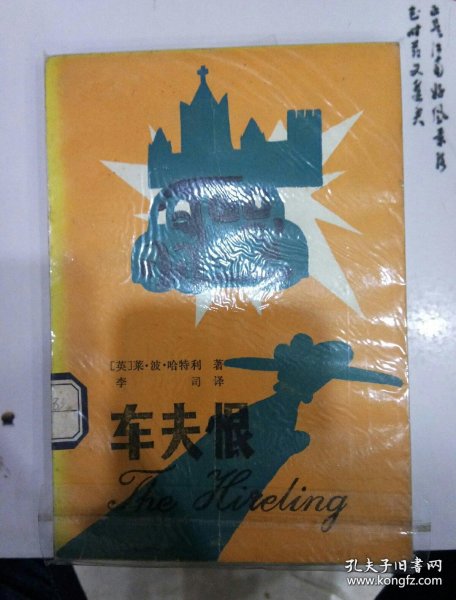 [英]莱·波·哈特利 著
李 司 译
车夫恨
The Hireling
孔夫子旧书网
www.kongfz.com